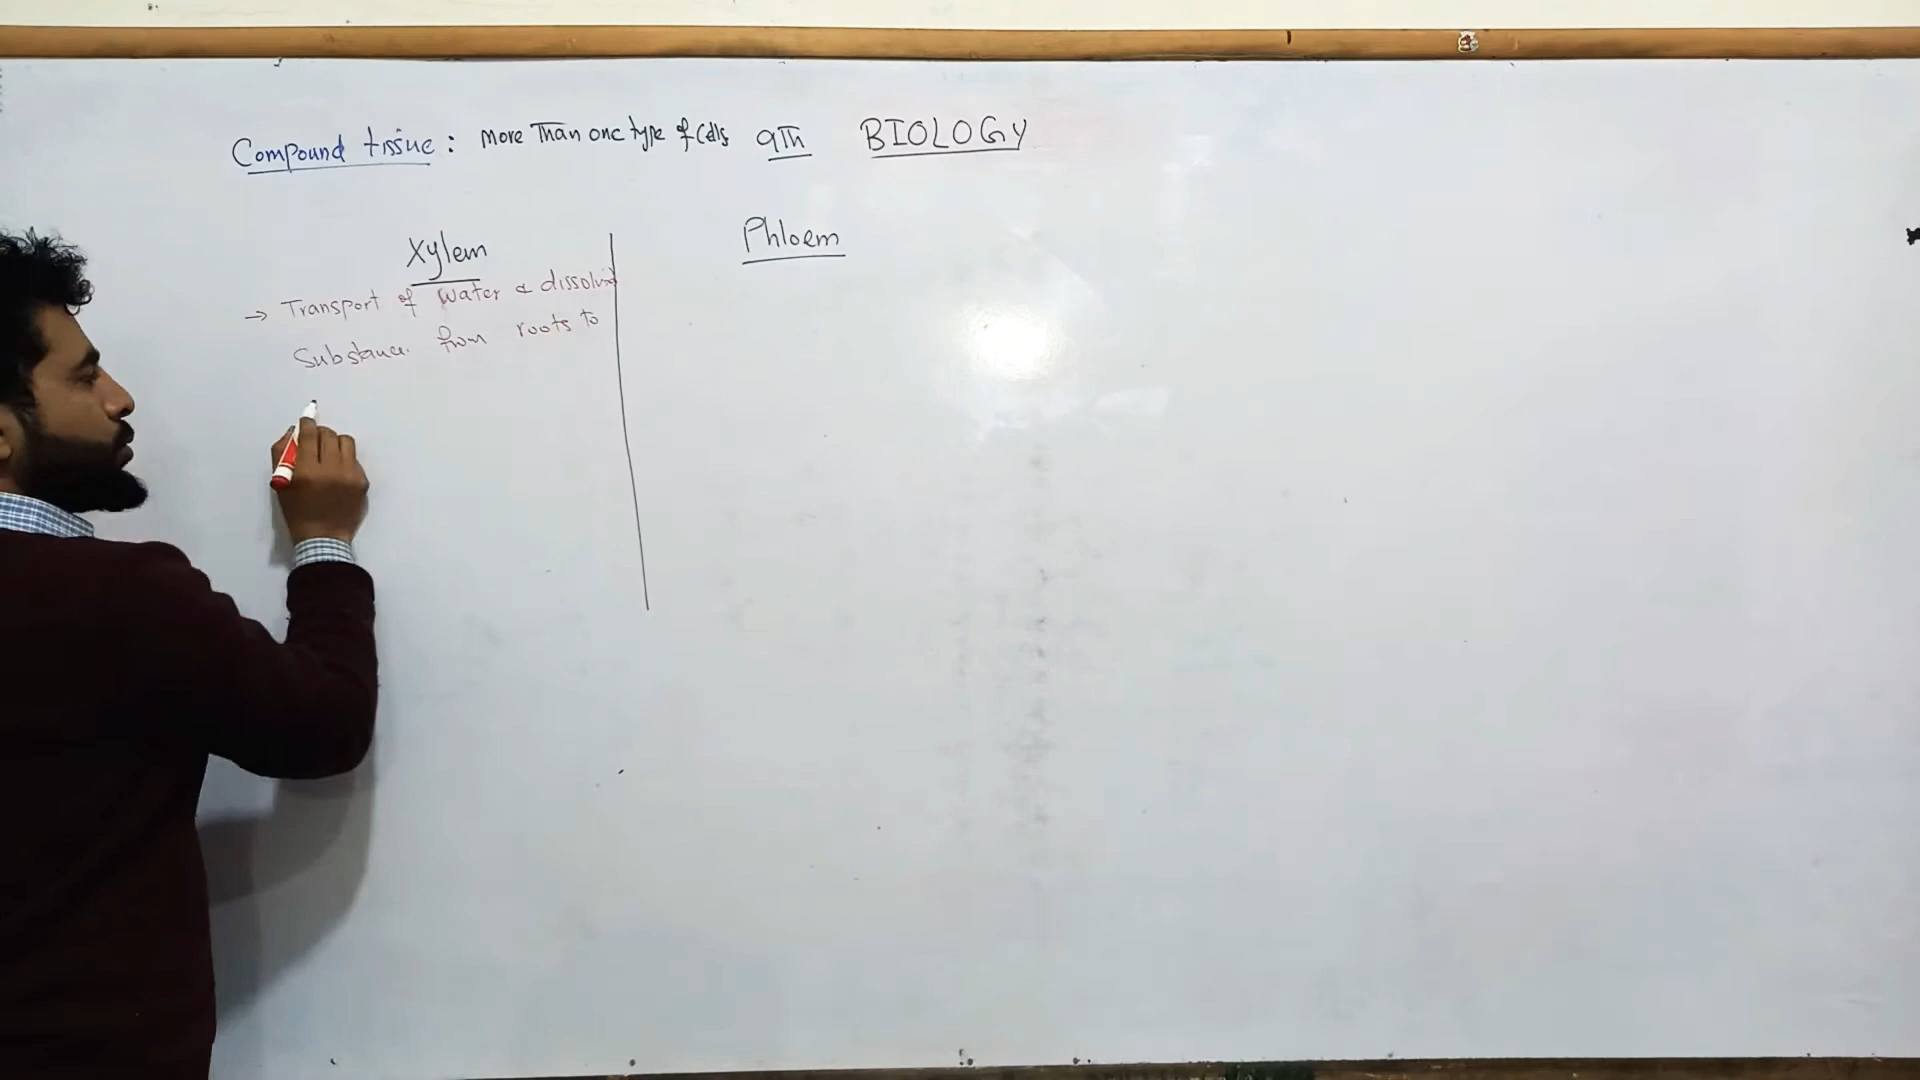 Compound tissue: More Than one type of Cells 9Th BIOLOGY
Xylem
Phloem
→ Transport of water & dissolved
Substance from roots to